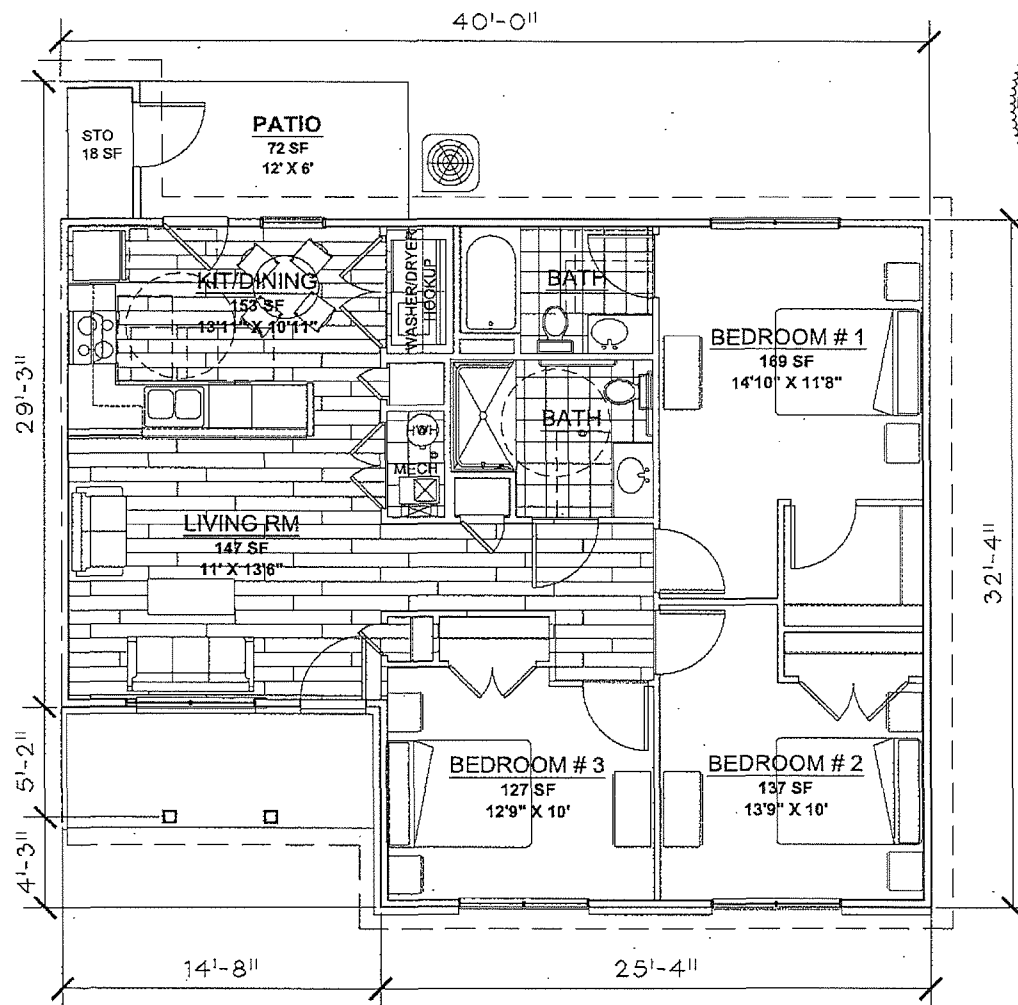 40'-0"
STO
18 SF
PATIO
72 SF
12' X 6'
KIT/DINING
153 SF
13'11" X 10'11"
WASHER/DRYER
HOOKUP
BATH
BEDROOM # 1
169 SF
14'10" X 11'8"
29'-3"
BATH
WH
MECH
LIVING RM
147 SF
11' X 13'6"
32'-4"
5'-2"
BEDROOM # 3
127 SF
12'9" X 10'
BEDROOM # 2
137 SF
13'9" X 10'
4'-3"
14'-8"
25'-4"